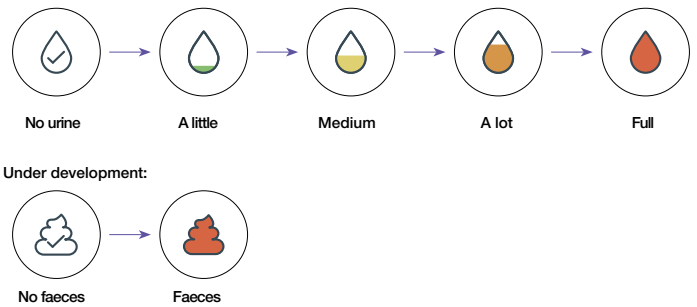 No urine A little Medium A lot Full
Under development:
No faeces Faeces